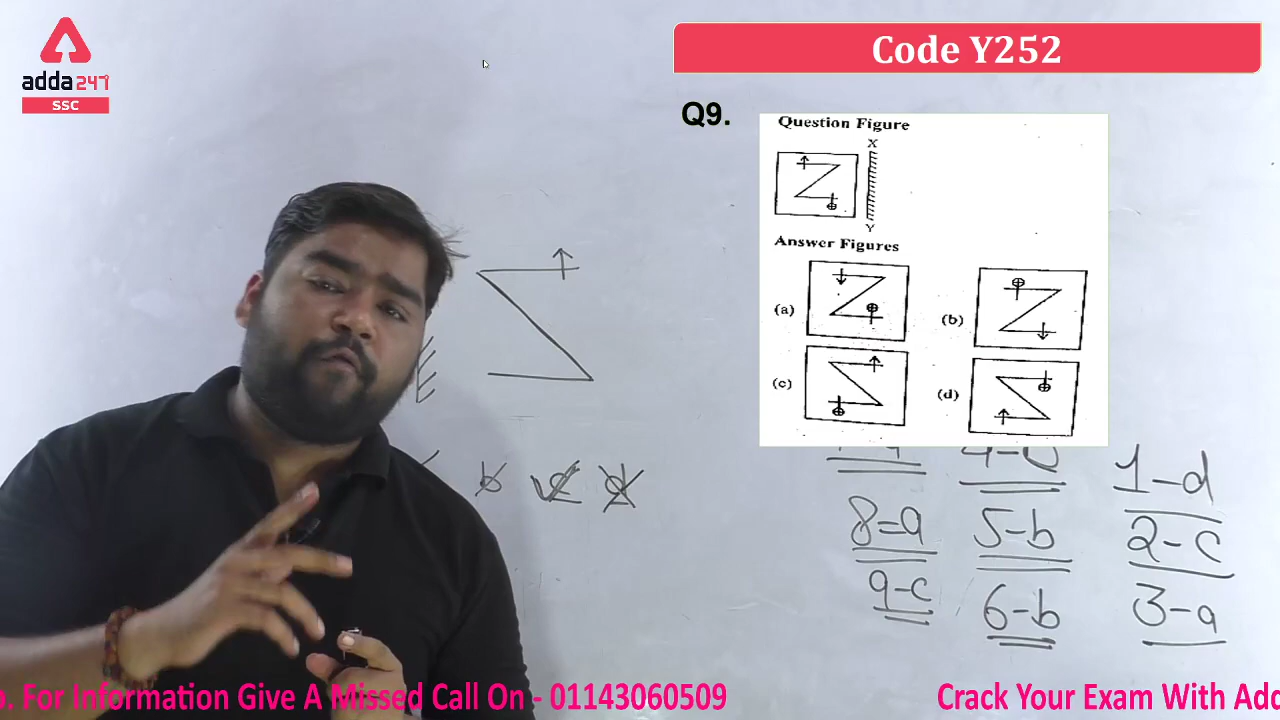 adda247
SSC
Code Y252
Q9.
Question Figure
X
Y
Answer Figures
(a)
(b)
(c)
(d)
b c d
1-d
8=a 5-b 2-c
9-c 6-b 3-a
. For Information Give A Missed Call On - 01143060509 Crack Your Exam With Add